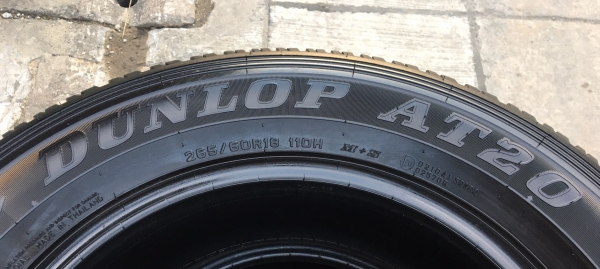 DUNLOP AT20
265/60R18 110H M+S
MADE IN THAILAND